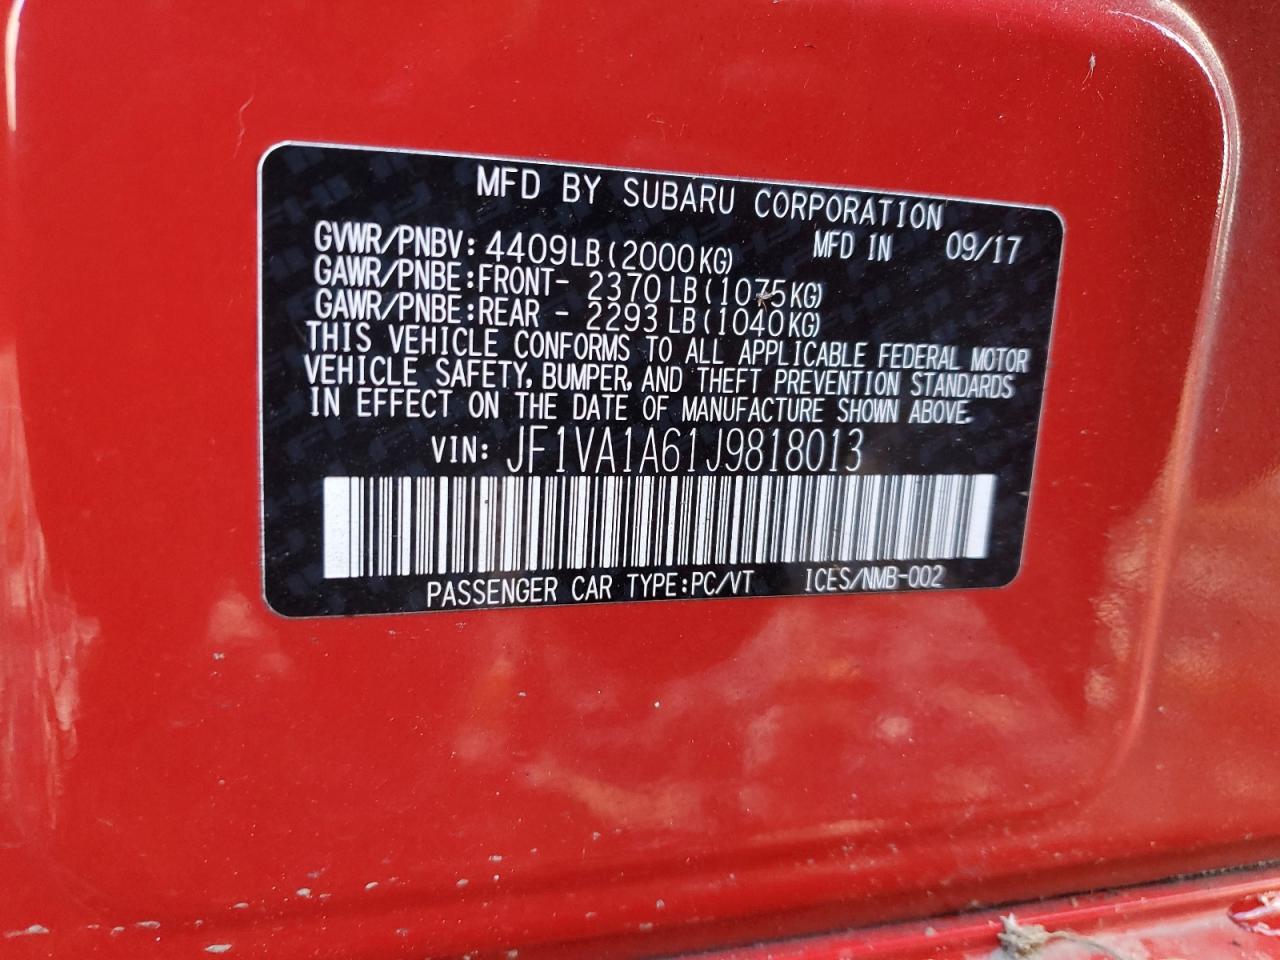 MFD BY SUBARU CORPORATION
GVWR/PNBV: 4409LB(2000KG) MFD IN 09/17
GAWR/PNBE:FRONT- 2370 LB(1075KG)
GAWR/PNBE:REAR - 2293 LB(1040KG)
THIS VEHICLE CONFORMS TO ALL APPLICABLE FEDERAL MOTOR
VEHICLE SAFETY, BUMPER, AND THEFT PREVENTION STANDARDS
IN EFFECT ON THE DATE OF MANUFACTURE SHOWN ABOVE.
VIN: JF1VA1A61J9818013
PASSENGER CAR TYPE:PC/VT ICES/NMB-002